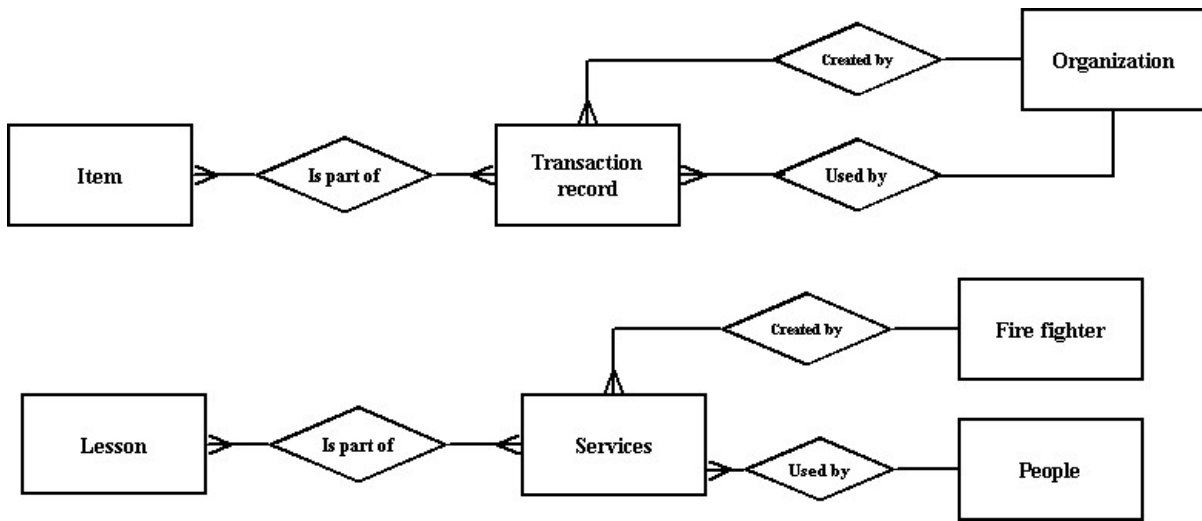 Created by
Organization
Item
Is part of
Transaction
record
Used by
Created by
Fire fighter
Lesson
Is part of
Services
Used by
People